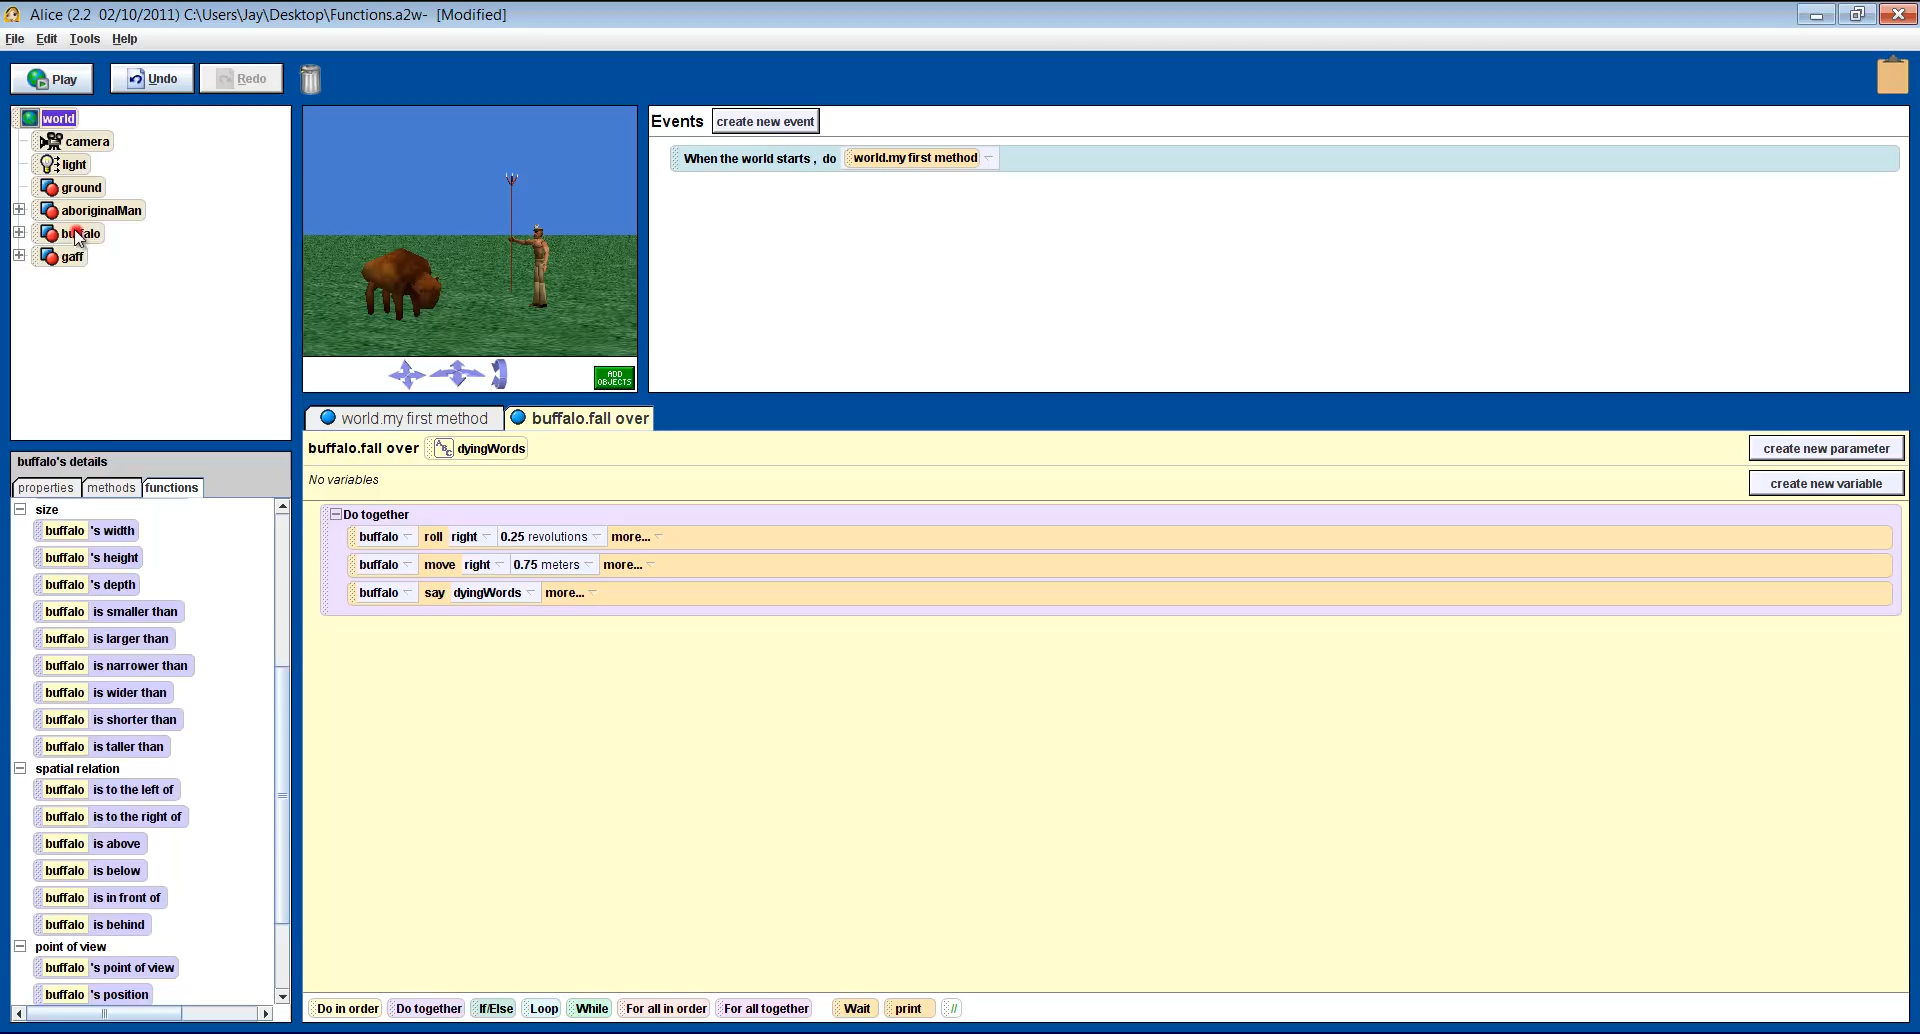 Alice (2.2  02/10/2011) C:\Users\Jay\Desktop\Functions.a2w-  [Modified]
File Edit Tools Help
Play Undo Redo
world
camera
light
ground
aboriginalMan
buffalo
gaff
ADD
OBJECTS
Events create new event
When the world starts , do world.my first method
buffalo's details
properties methods functions
size
buffalo 's width
buffalo 's height
buffalo 's depth
buffalo is smaller than
buffalo is larger than
buffalo is narrower than
buffalo is wider than
buffalo is shorter than
buffalo is taller than
spatial relation
buffalo is to the left of
buffalo is to the right of
buffalo is above
buffalo is below
buffalo is in front of
buffalo is behind
point of view
buffalo 's point of view
buffalo 's position
world.my first method buffalo.fall over
buffalo.fall over ABC dyingWords create new parameter
No variables create new variable
Do together
buffalo roll right 0.25 revolutions more...
buffalo move right 0.75 meters more...
buffalo say dyingWords more...
Do in order Do together If/Else Loop While For all in order For all together Wait print //